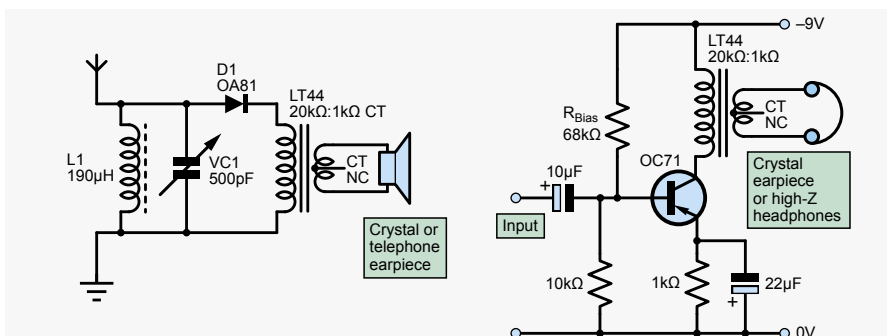 D1
OA81
LT44
20kΩ:1kΩ CT
L1
190µH
VC1
500pF
CT
NC
Crystal or
telephone
earpiece
–9V
LT44
20kΩ:1kΩ
RBias
68kΩ
CT
NC
OC71
10µF
+
Input
Crystal
earpiece
or high-Z
headphones
10kΩ
1kΩ
22µF
+
0V